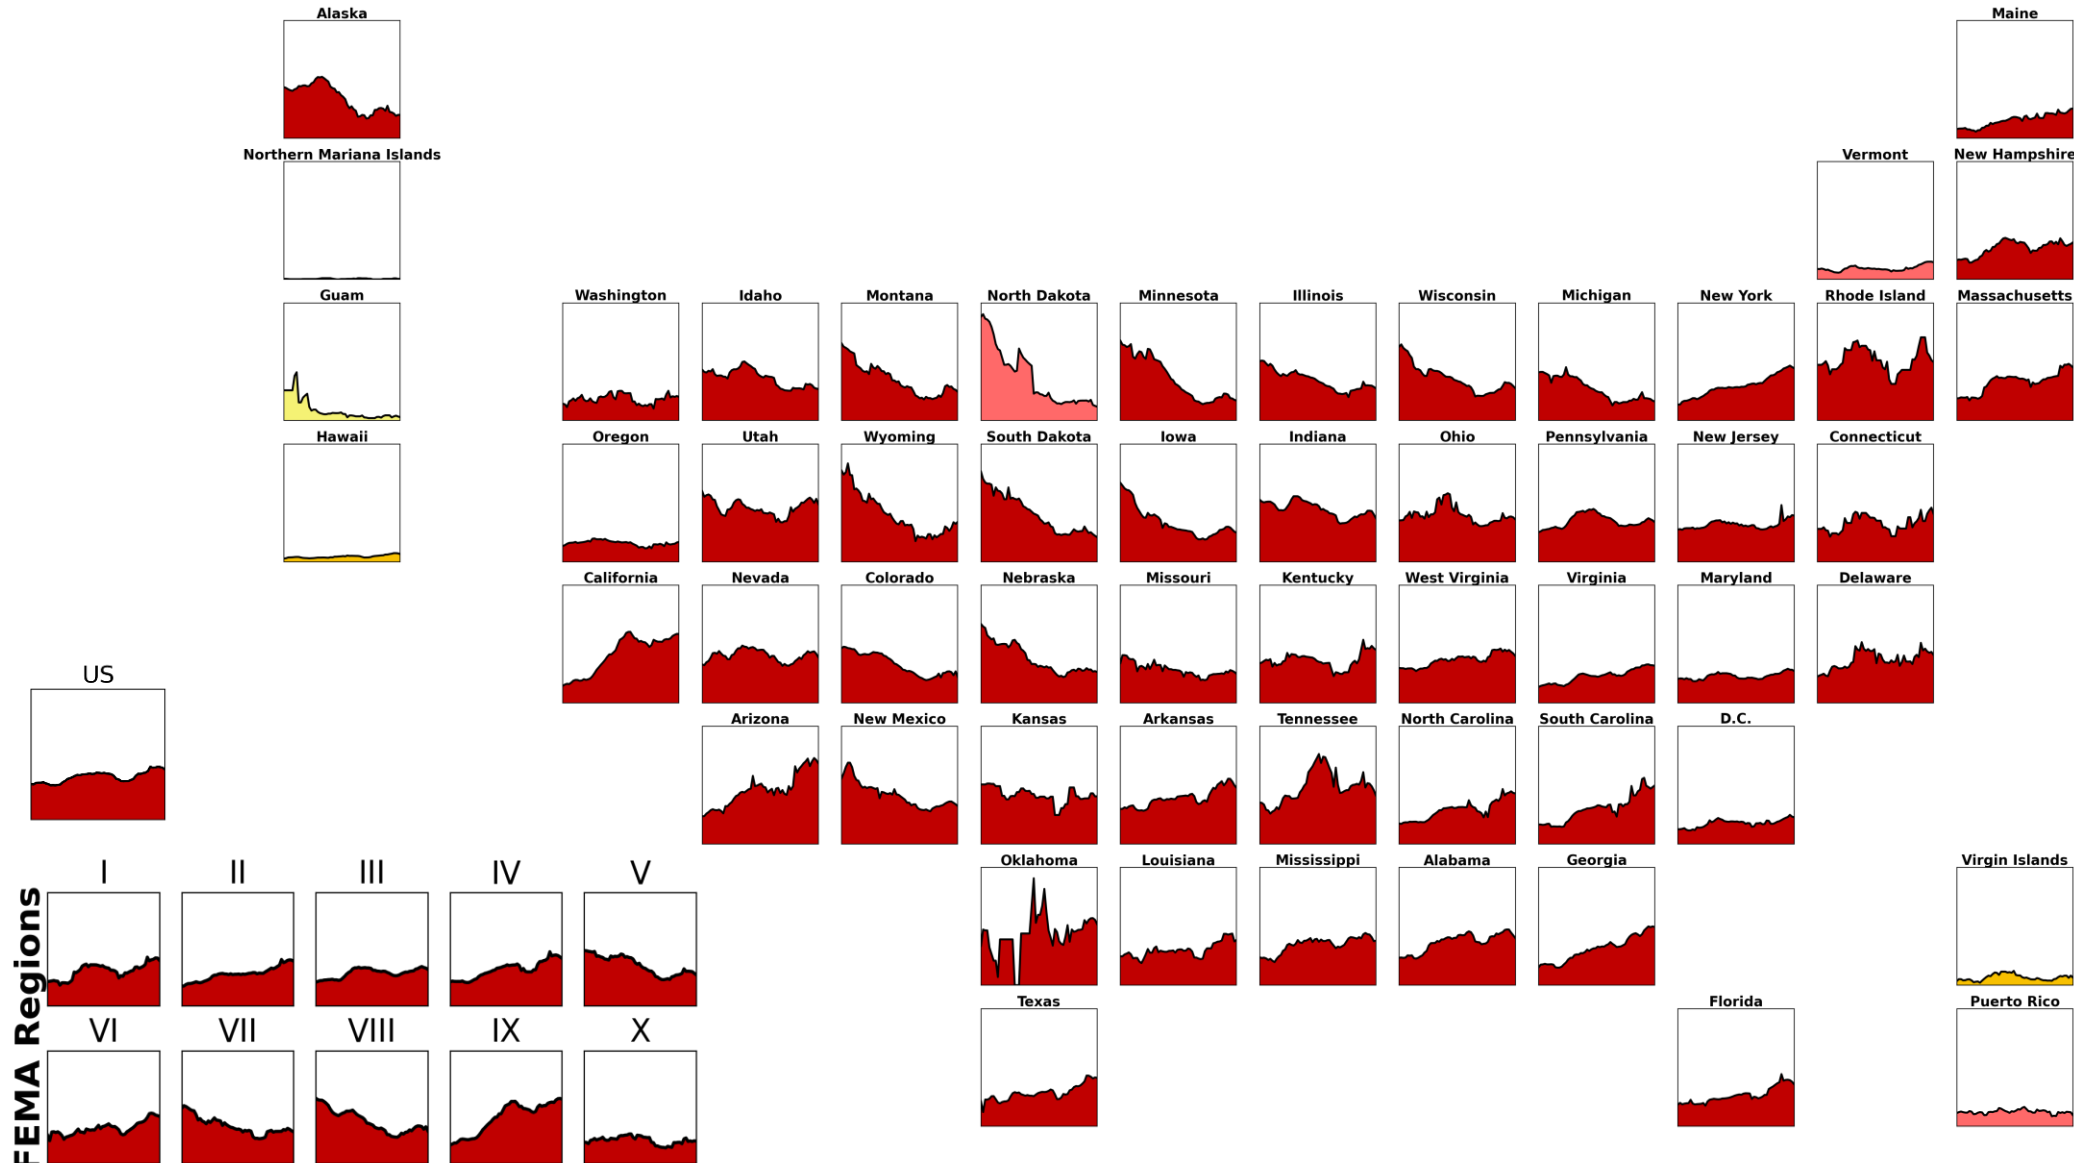 Alaska
Maine
Northern Mariana Islands
Vermont
New Hampshire
Guam
Washington
Idaho
Montana
North Dakota
Minnesota
Illinois
Wisconsin
Michigan
New York
Rhode Island
Massachusetts
Hawaii
Oregon
Utah
Wyoming
South Dakota
Iowa
Indiana
Ohio
Pennsylvania
New Jersey
Connecticut
California
Nevada
Colorado
Nebraska
Missouri
Kentucky
West Virginia
Virginia
Maryland
Delaware
US
Arizona
New Mexico
Kansas
Arkansas
Tennessee
North Carolina
South Carolina
D.C.
Oklahoma
Louisiana
Mississippi
Alabama
Georgia
Virgin Islands
Texas
Florida
Puerto Rico
FEMA Regions
I
II
III
IV
V
VI
VII
VIII
IX
X